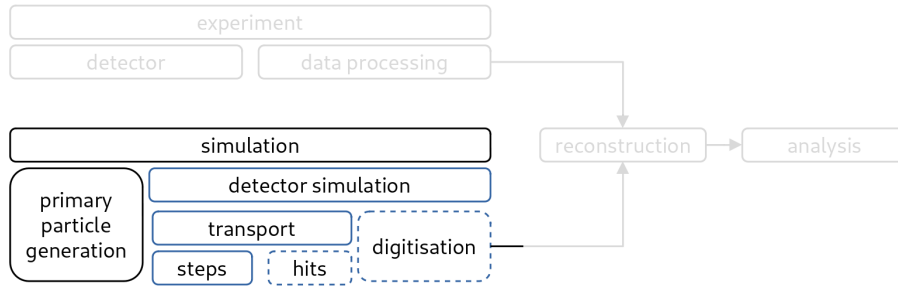 experiment
detector
data processing
simulation
reconstruction
analysis
primary
particle
generation
detector simulation
transport
digitisation
steps
hits